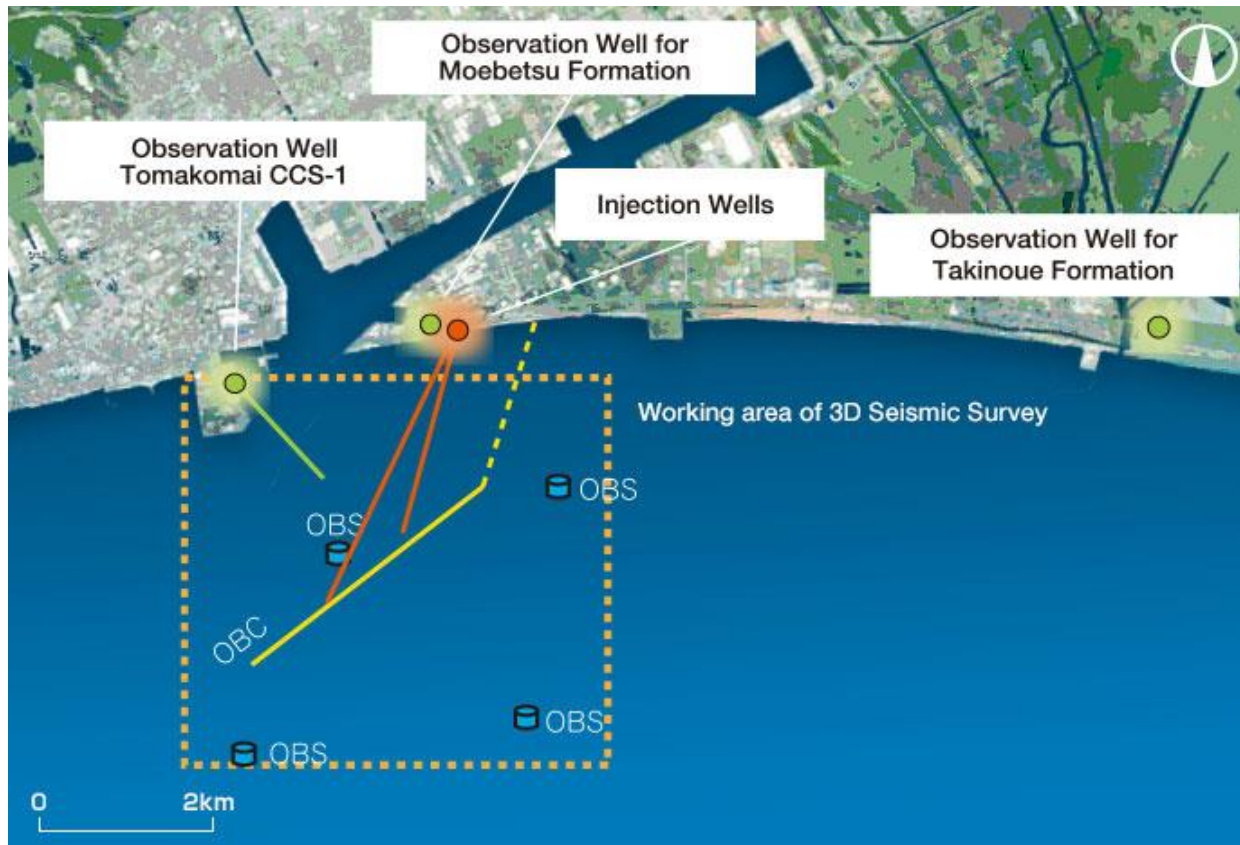 Observation Well for
Moebetsu Formation
Observation Well
Tomakomai CCS-1
Injection Wells
Observation Well for
Takinoue Formation
Working area of 3D Seismic Survey
OBS
OBS
OBC
OBS
OBS
0 2km